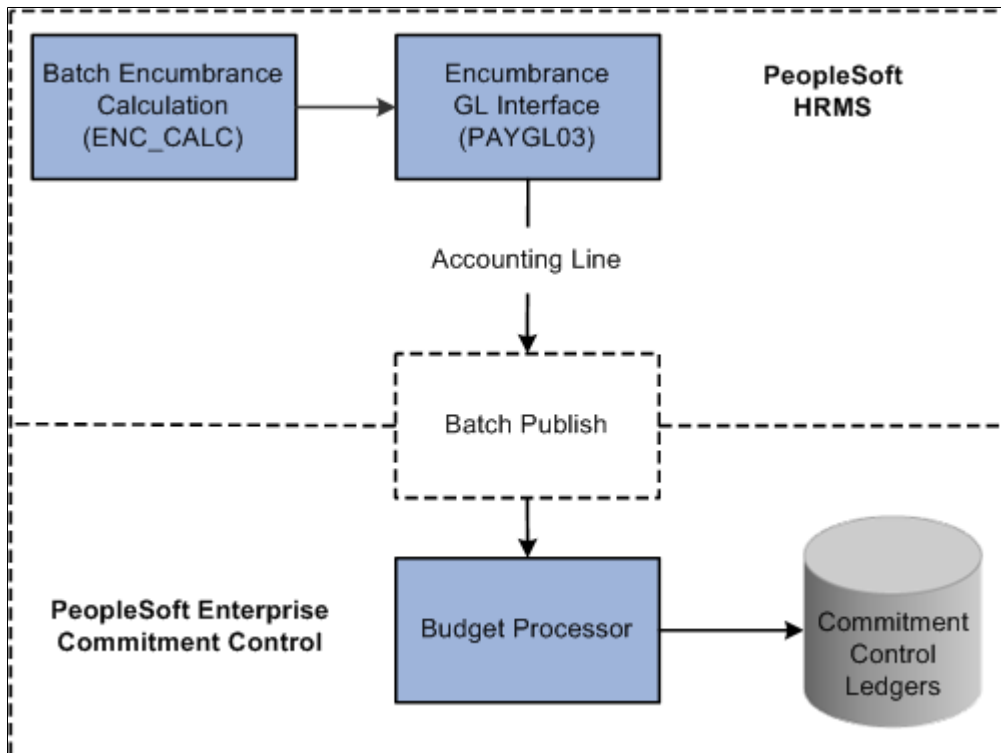 Batch Encumbrance
Calculation
(ENC_CALC)
Encumbrance
GL Interface
(PAYGL03)
PeopleSoft
HRMS
Accounting Line
Batch Publish
PeopleSoft Enterprise
Commitment Control
Budget Processor
Commitment
Control
Ledgers